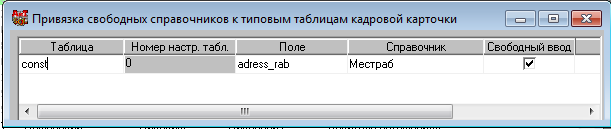 Привязка свободных справочников к типовым таблицам кадровой карточки
Таблица Номер настр. табл. Поле Справочник Свободный ввод
const 0 adress_rab Местраб